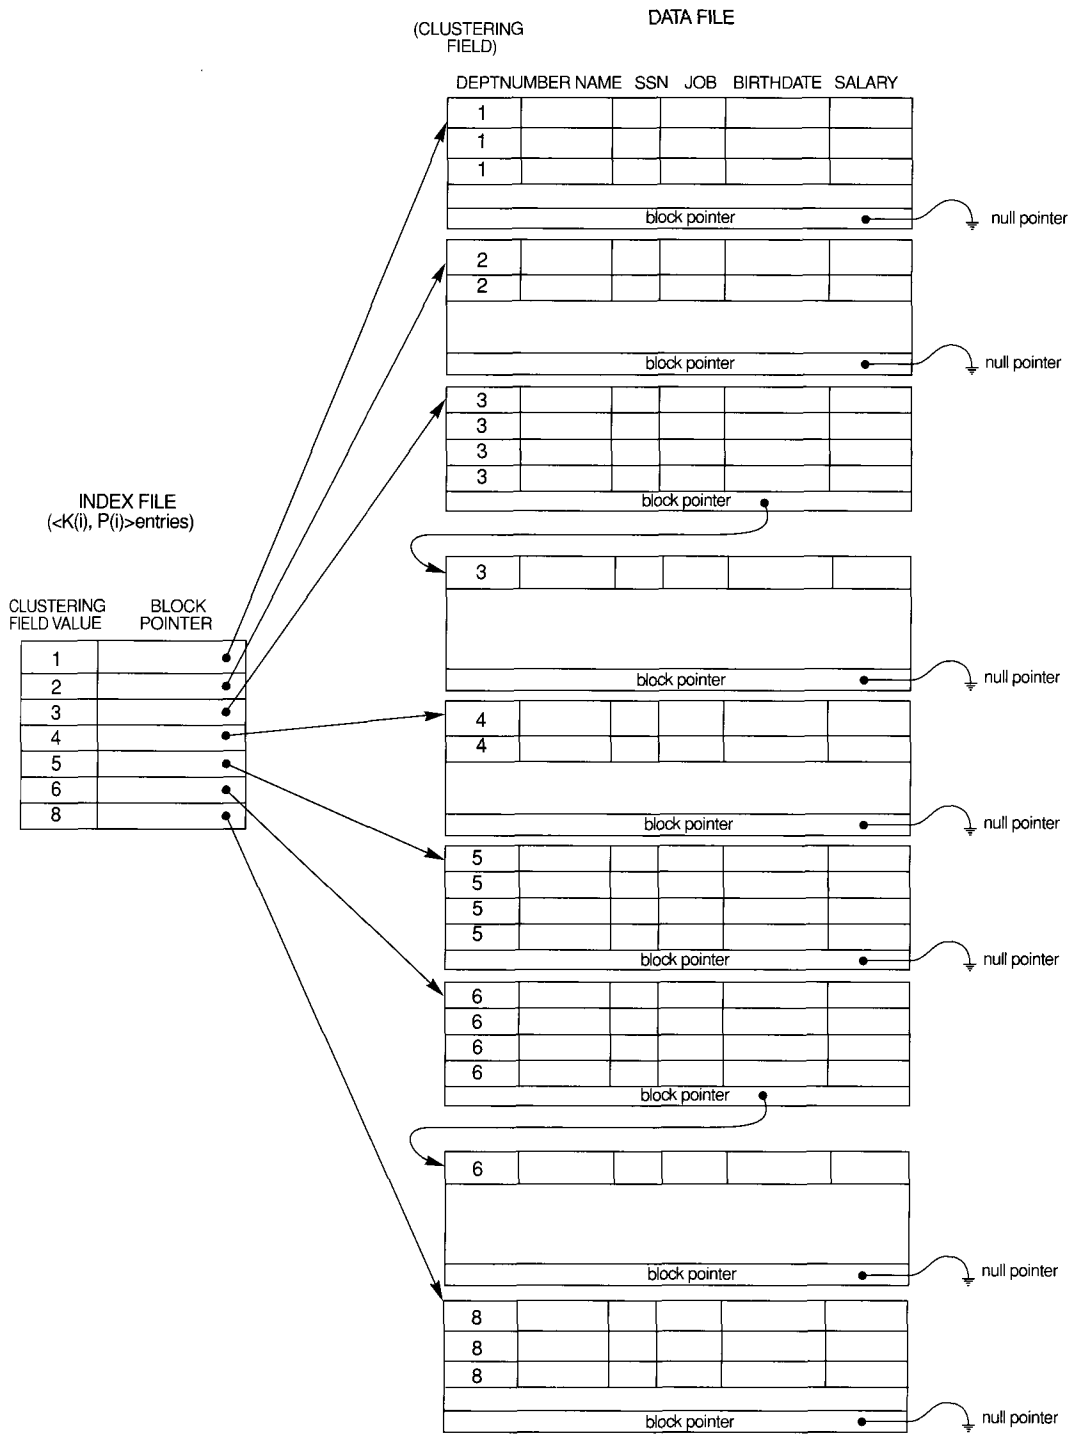 DATA FILE
(CLUSTERING
FIELD)
DEPTNUMBER NAME SSN JOB BIRTHDATE SALARY
1
1
1
block pointer
null pointer
2
2
block pointer
null pointer
3
3
3
3
block pointer
3
block pointer
null pointer
4
4
block pointer
null pointer
5
5
5
5
block pointer
null pointer
6
6
6
6
block pointer
6
block pointer
null pointer
8
8
8
block pointer
null pointer
INDEX FILE
(<K(i), P(i)>entries)
CLUSTERING
FIELD VALUE
BLOCK
POINTER
1
2
3
4
5
6
8